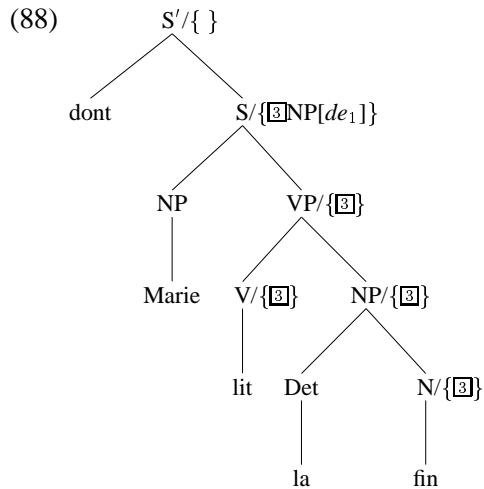 (88) S′/{ }
dont S/{3NP[de₁]}
NP VP/{3}
Marie V/{3} NP/{3}
lit Det N/{3}
la fin